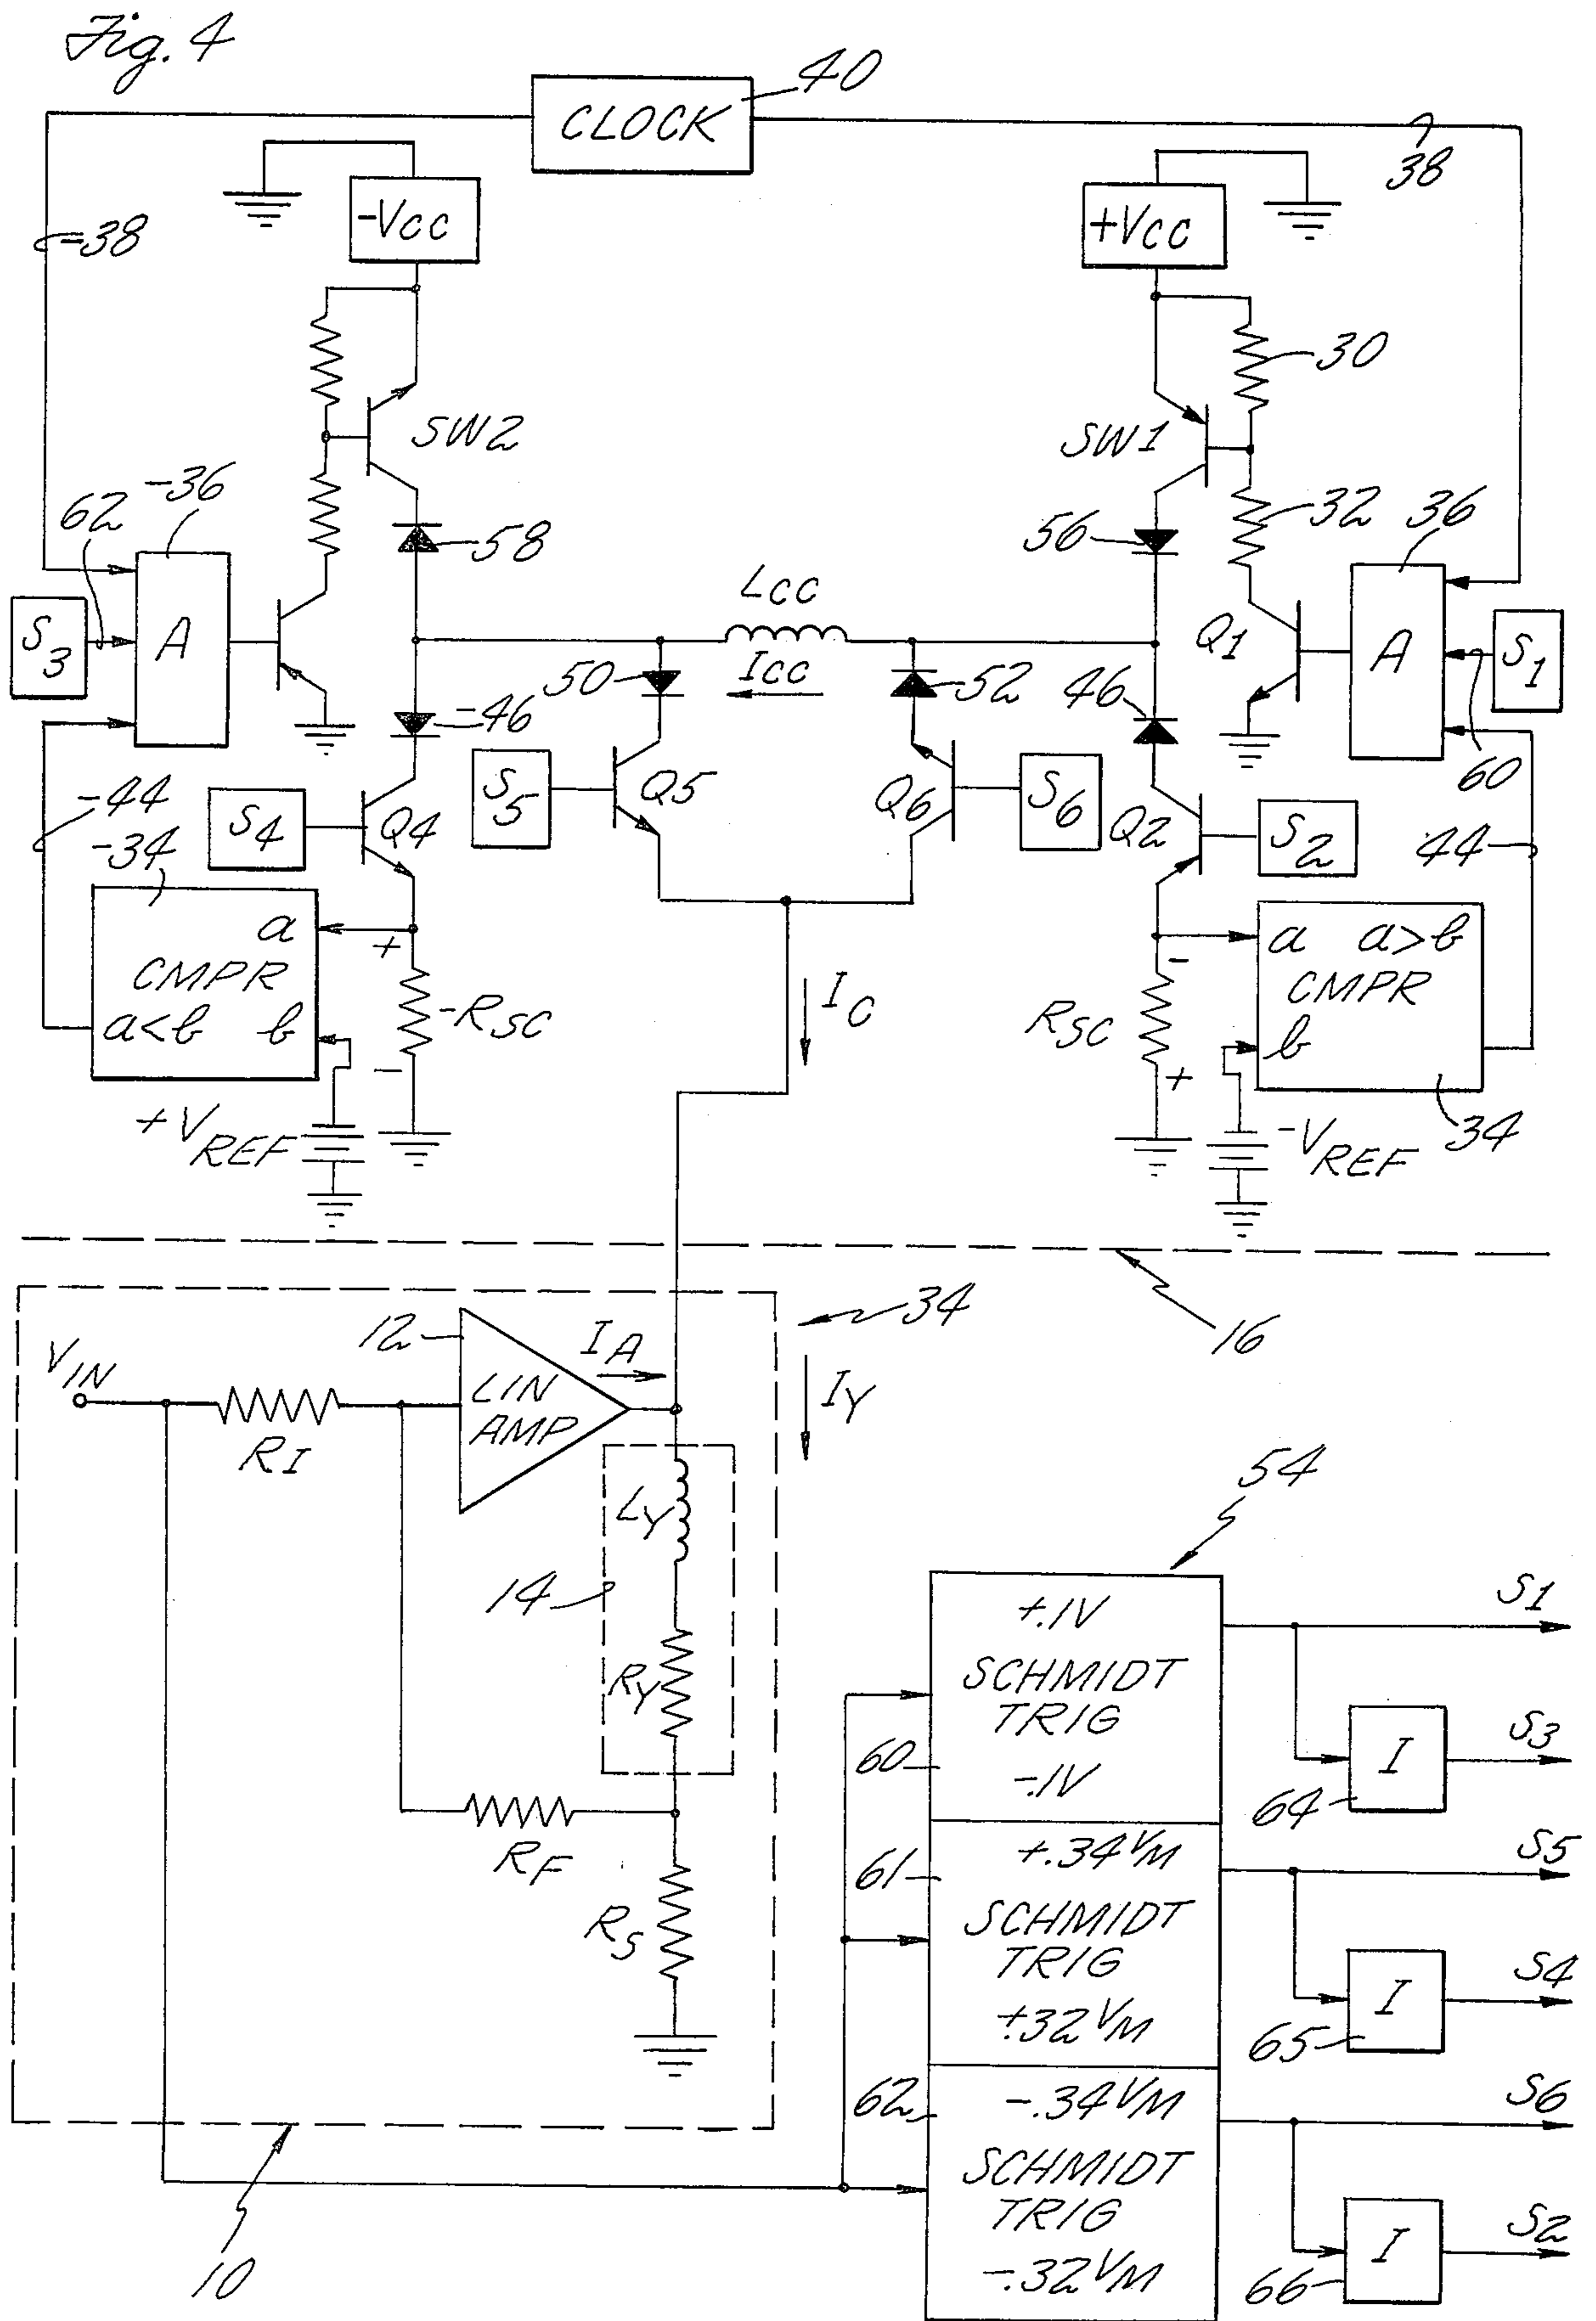 Fig. 4
CLOCK
40
38
-38
-VCC
+VCC
30
SW2
SW1
-36
62
58
56
32
36
S3
A
LCC
ICC
50
52
46
Q1
A
S1
-46
60
-44
-34
S4
Q4
S5
Q5
Q6
S6
Q2
S2
44
a
CMPR
a<b b
+
-RSC
-
+VREF
IC
-
RSC
+
a a>b
CMPR
b
-VREF
34
16
34
VIN
RI
12
LIN
AMP
IA
IY
LY
14
RY
RF
RS
10
54
+.1V
SCHMIDT
TRIG
-.1V
60
S1
I
64
S3
61
+.34VM
SCHMIDT
TRIG
+.32VM
S5
I
65
S4
62
-.34VM
SCHMIDT
TRIG
-.32VM
S6
I
66
S2